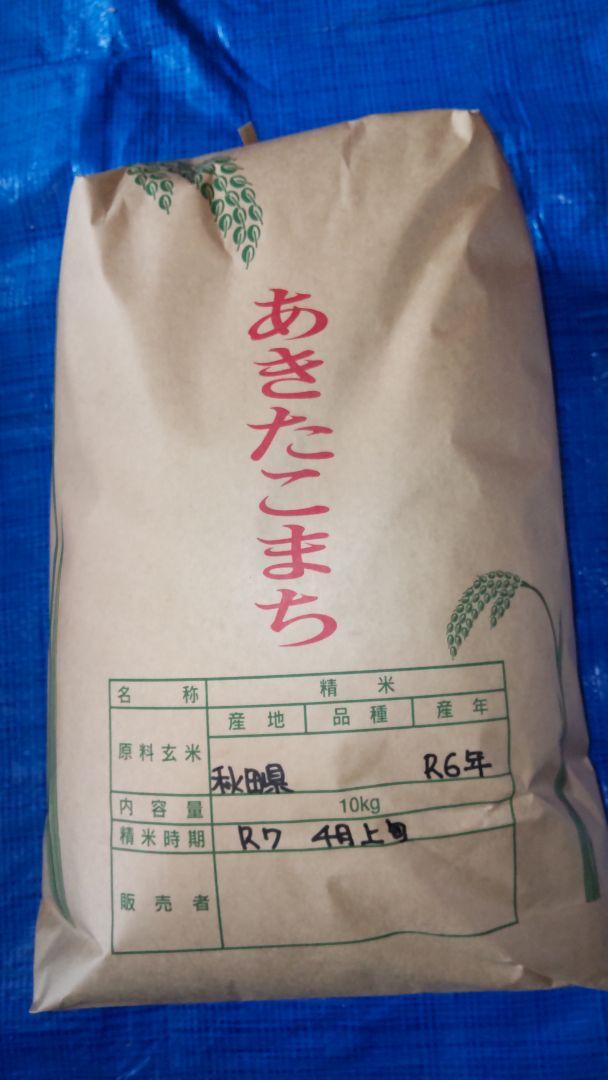 あきたこまち
名称 精米
原料玄米 産地 品種 産年
秋田県 R6年
内容量 10kg
精米時期 R7 4月上旬
販売者